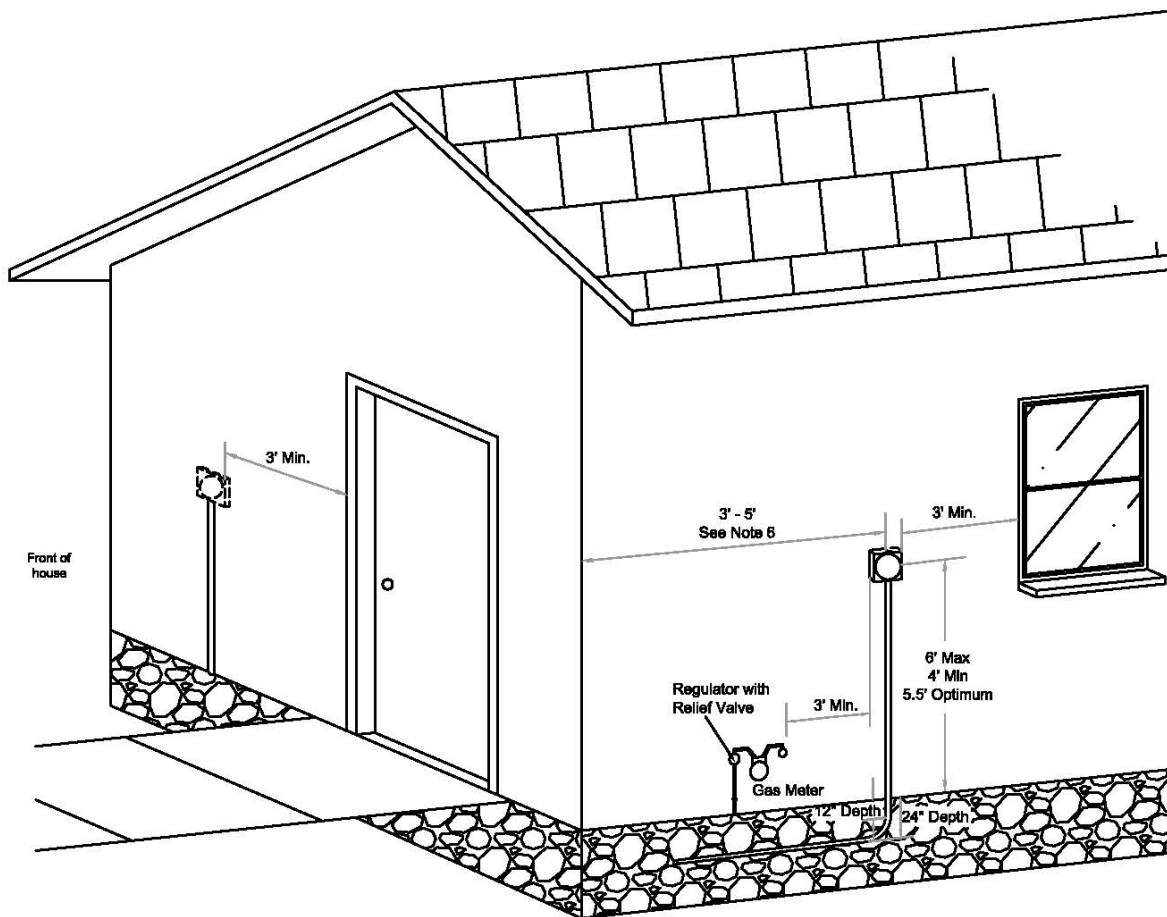 3' Min.
3' - 5'
See Note 6
3' Min.
Front of
house
6' Max
4' Min
5.5' Optimum
Regulator with
Relief Valve
3' Min.
Gas Meter
12" Depth
24" Depth